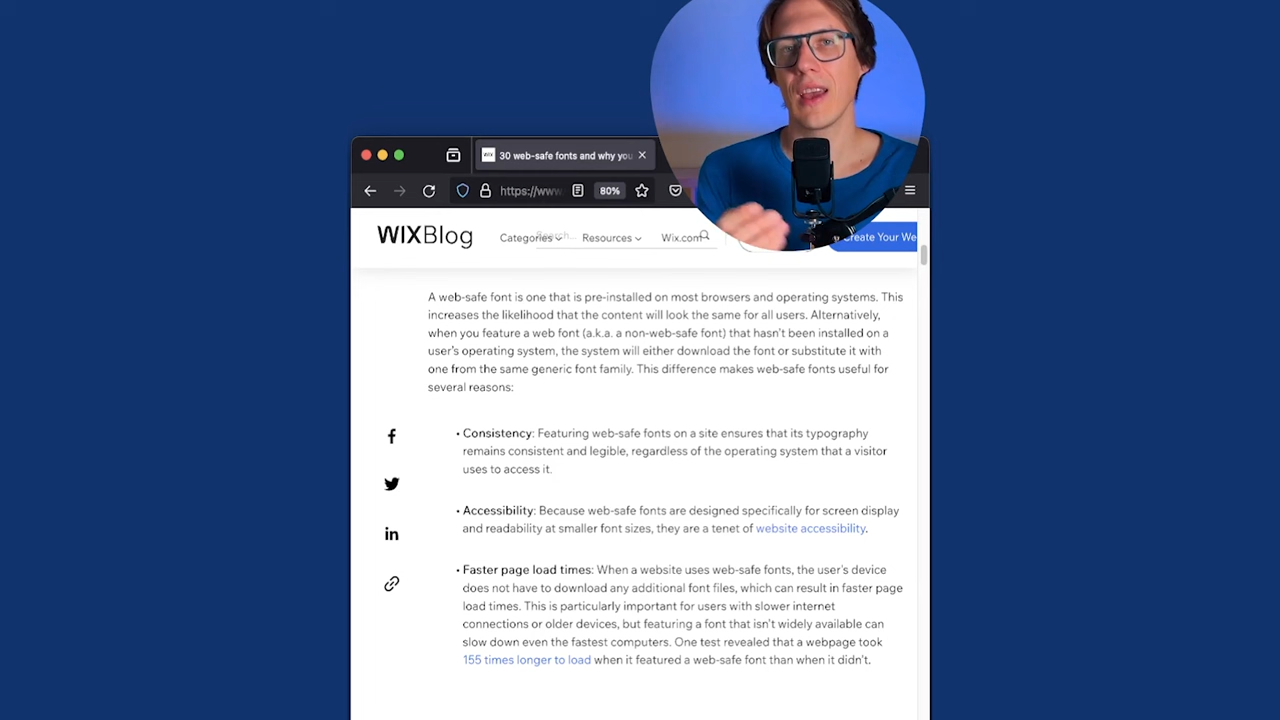 WIX 30 web-safe fonts and why you
https://www
80%
WIXBlog
Categories
Search...
Resources
Wix.com
Create Your We
A web-safe font is one that is pre-installed on most browsers and operating systems. This
increases the likelihood that the content will look the same for all users. Alternatively,
when you feature a web font (a.k.a. a non-web-safe font) that hasn't been installed on a
user's operating system, the system will either download the font or substitute it with
one from the same generic font family. This difference makes web-safe fonts useful for
several reasons:
• Consistency: Featuring web-safe fonts on a site ensures that its typography
remains consistent and legible, regardless of the operating system that a visitor
uses to access it.
• Accessibility: Because web-safe fonts are designed specifically for screen display
and readability at smaller font sizes, they are a tenet of website accessibility.
• Faster page load times: When a website uses web-safe fonts, the user's device
does not have to download any additional font files, which can result in faster page
load times. This is particularly important for users with slower internet
connections or older devices, but featuring a font that isn't widely available can
slow down even the fastest computers. One test revealed that a webpage took
155 times longer to load when it featured a web-safe font than when it didn't.